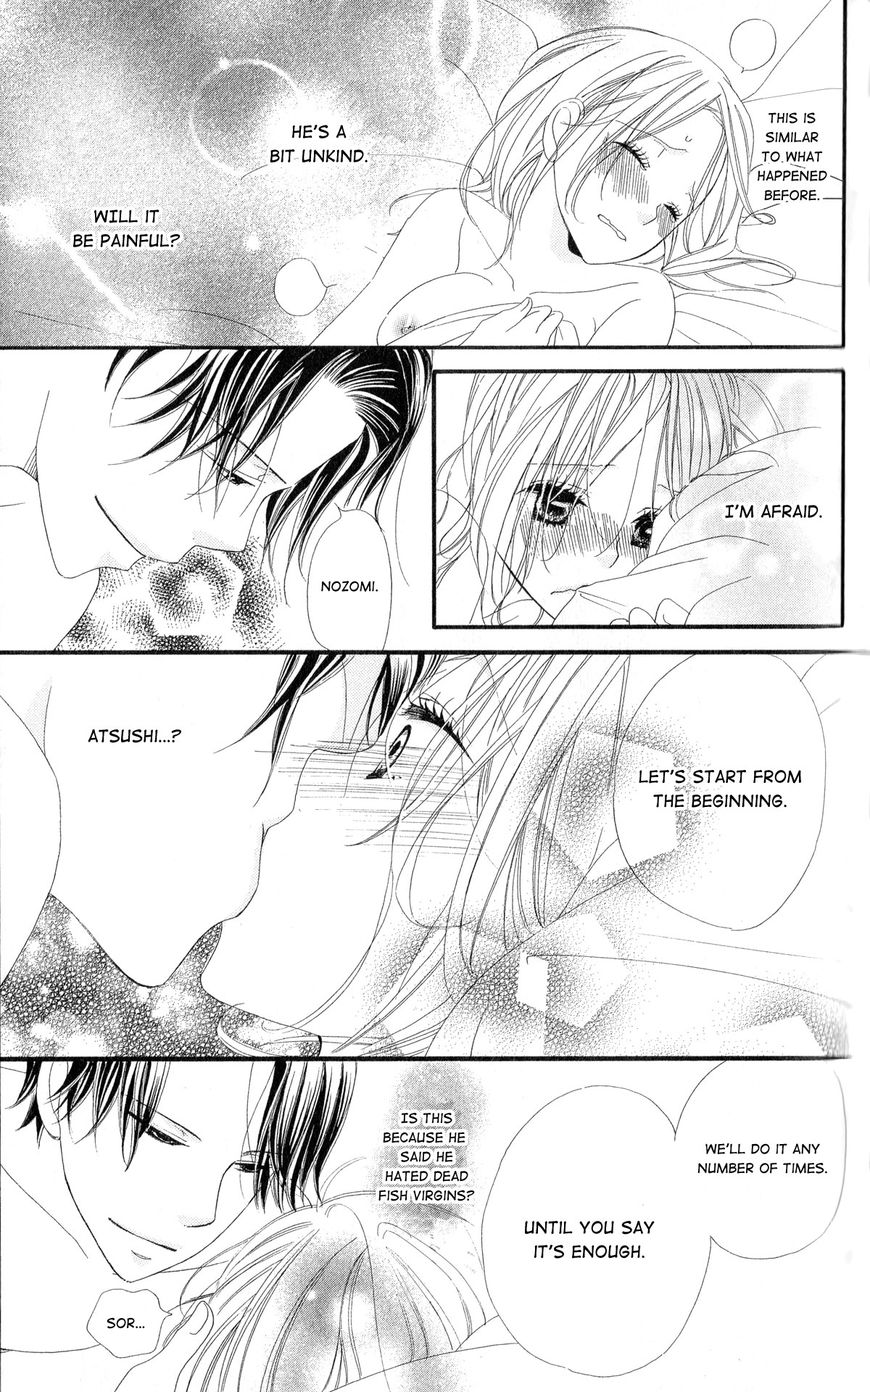 THIS IS
SIMILAR
TO WHAT
HAPPENED
BEFORE.
HE'S A
BIT UNKIND.
WILL IT
BE PAINFUL?
I'M AFRAID.
NOZOMI.
LET'S START FROM
THE BEGINNING.
ATSUSHI...?
WE'LL DO IT ANY
NUMBER OF TIMES.
UNTIL YOU SAY
IT'S ENOUGH.
IS THIS
BECAUSE HE
SAID HE
HATED DEAD
FISH VIRGINS?
SOR...